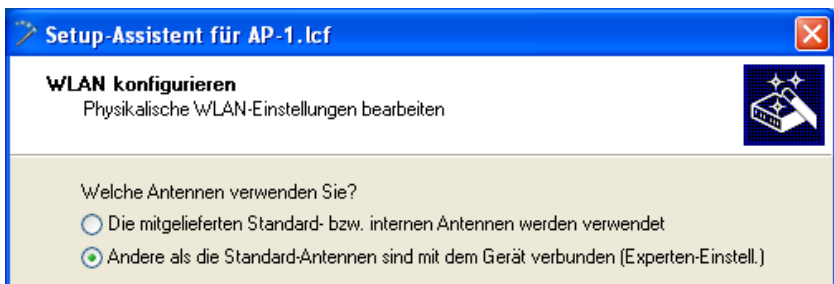 Setup-Assistent für AP-1.lcf
WLAN konfigurieren
Physikalische WLAN-Einstellungen bearbeiten
Welche Antennen verwenden Sie?
Die mitgelieferten Standard- bzw. internen Antennen werden verwendet
Andere als die Standard-Antennen sind mit dem Gerät verbunden (Experten-Einstell.)